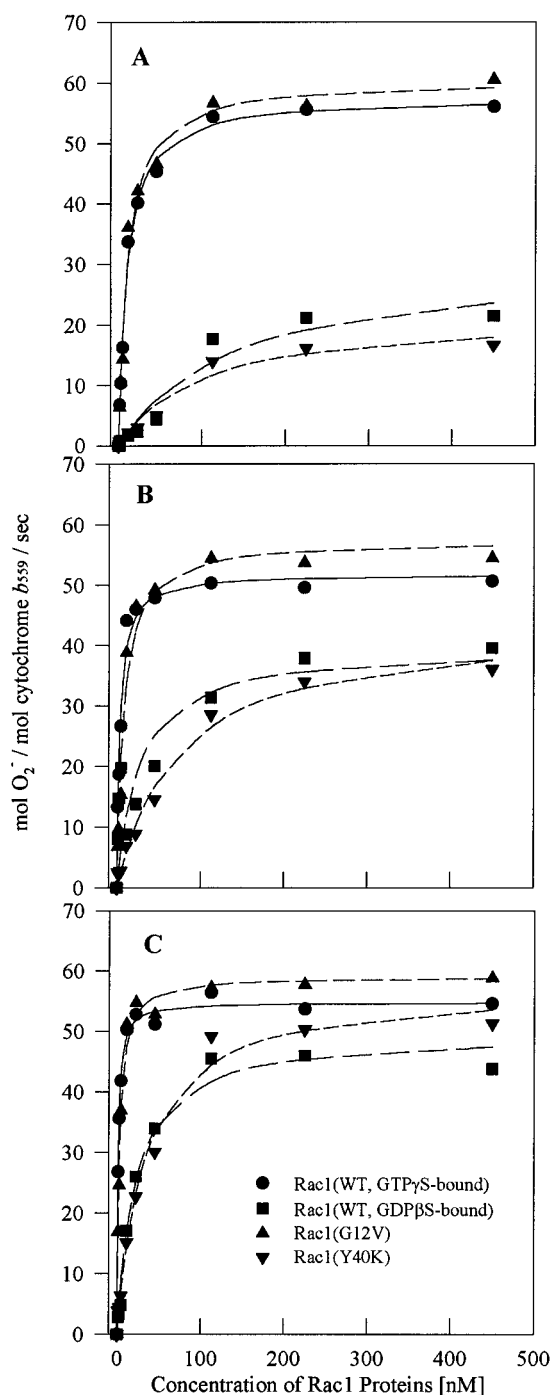 A
70
60
50
40
30
20
10
0
B
70
60
50
40
30
20
10
0
mol O₂⁻ / mol cytochrome b559 / sec
C
70
60
50
40
30
20
10
0
Rac1(WT, GTPγS-bound)
Rac1(WT, GDPβS-bound)
Rac1(G12V)
Rac1(Y40K)
0 100 200 300 400 500
Concentration of Rac1 Proteins [nM]